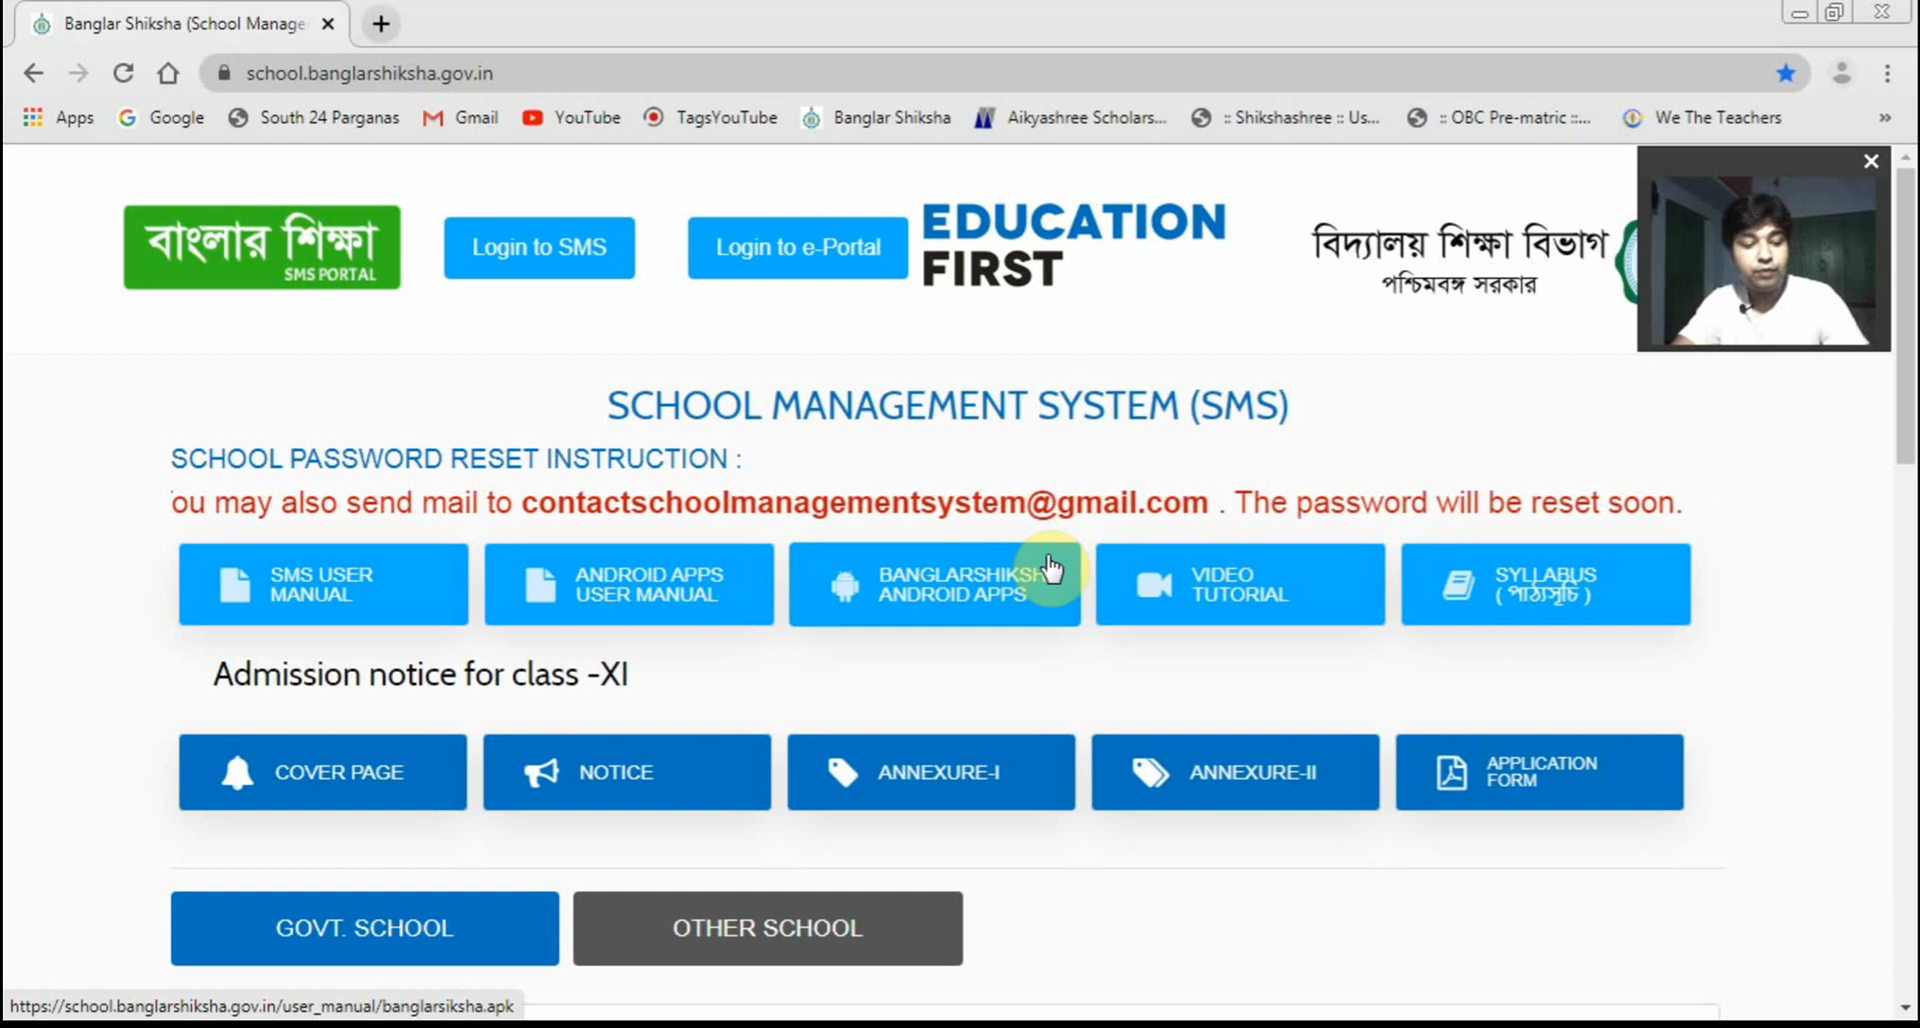 Banglar Shiksha (School Manage
school.banglarshiksha.gov.in
Apps Google South 24 Parganas Gmail YouTube TagsYouTube Banglar Shiksha Aikyashree Scholars... :: Shikshashree :: Us... :: OBC Pre-matric ::... We The Teachers »
বাংলার শিক্ষা
SMS PORTAL
Login to SMS
Login to e-Portal
EDUCATION
FIRST
বিদ্যালয় শিক্ষা বিভাগ
পশ্চিমবঙ্গ সরকার
SCHOOL MANAGEMENT SYSTEM (SMS)
SCHOOL PASSWORD RESET INSTRUCTION :
You may also send mail to contactschoolmanagementsystem@gmail.com . The password will be reset soon.
SMS USER
MANUAL
ANDROID APPS
USER MANUAL
BANGLARSHIKSHA
ANDROID APPS
VIDEO
TUTORIAL
SYLLABUS
( পাঠ্যসূচি )
Admission notice for class -XI
COVER PAGE
NOTICE
ANNEXURE-I
ANNEXURE-II
APPLICATION
FORM
GOVT. SCHOOL
OTHER SCHOOL
https://school.banglarshiksha.gov.in/user_manual/banglarsiksha.apk